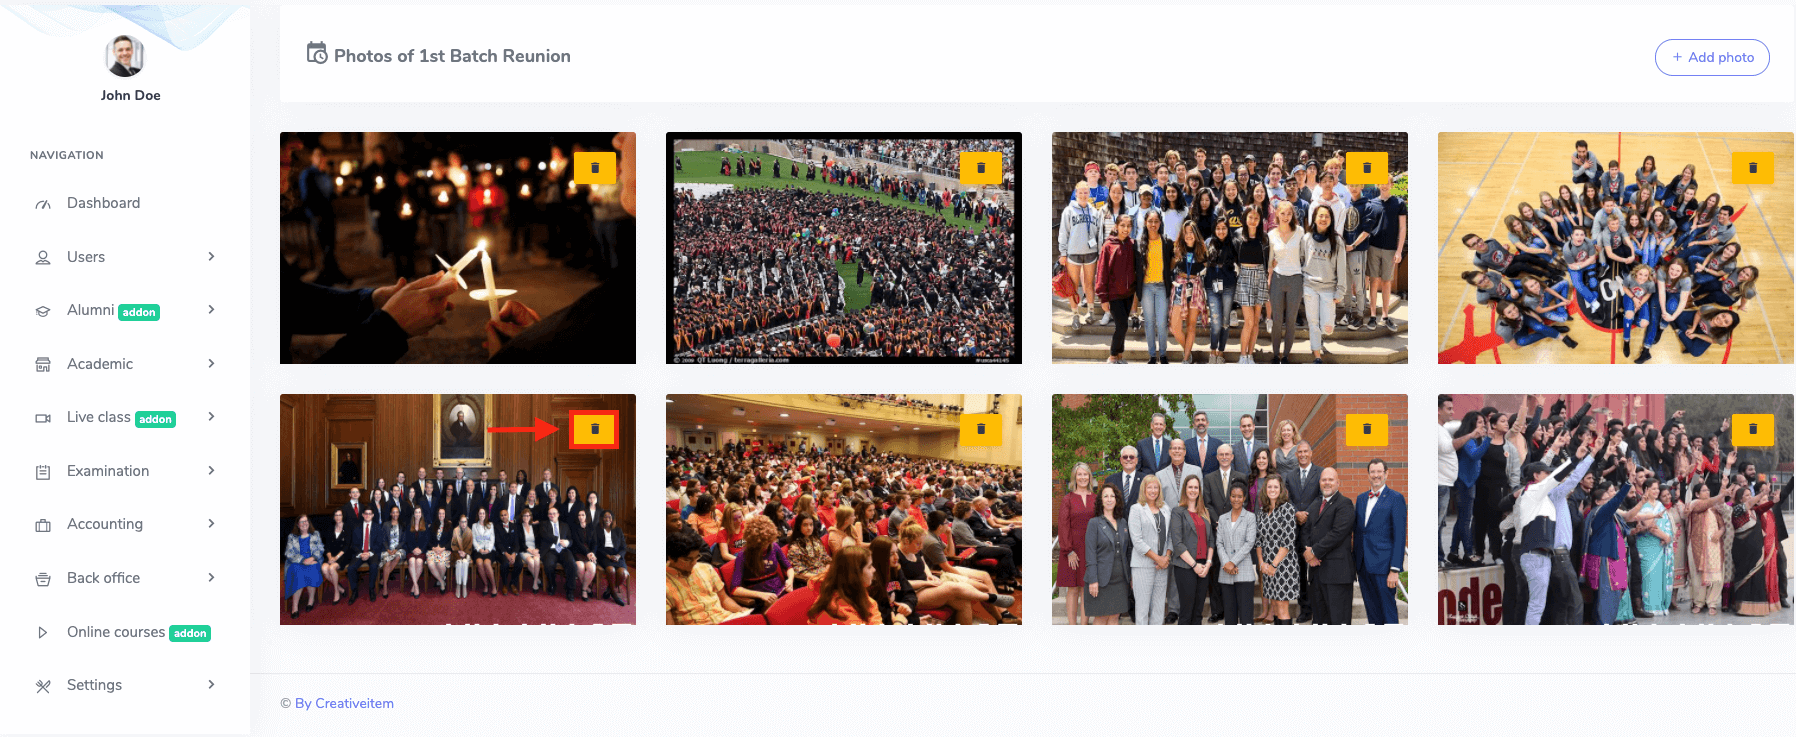 John Doe
NAVIGATION
Dashboard
Users
Alumni addon
Academic
Live class addon
Examination
Accounting
Back office
Online courses addon
Settings
Photos of 1st Batch Reunion
+ Add photo
© By Creativeitem